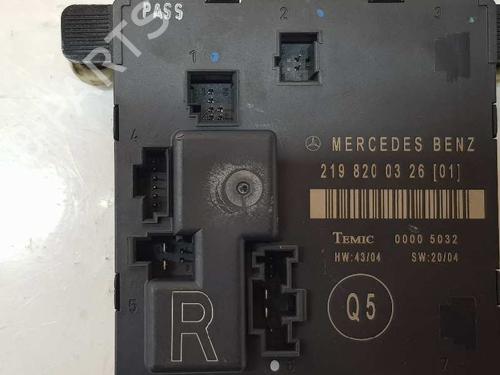 PASS
2
3
1
MERCEDES BENZ
219 820 03 26 [01]
4
TEMIC 0000 5032
HW:43/04 SW:20/04
5
R
Q5
6
7